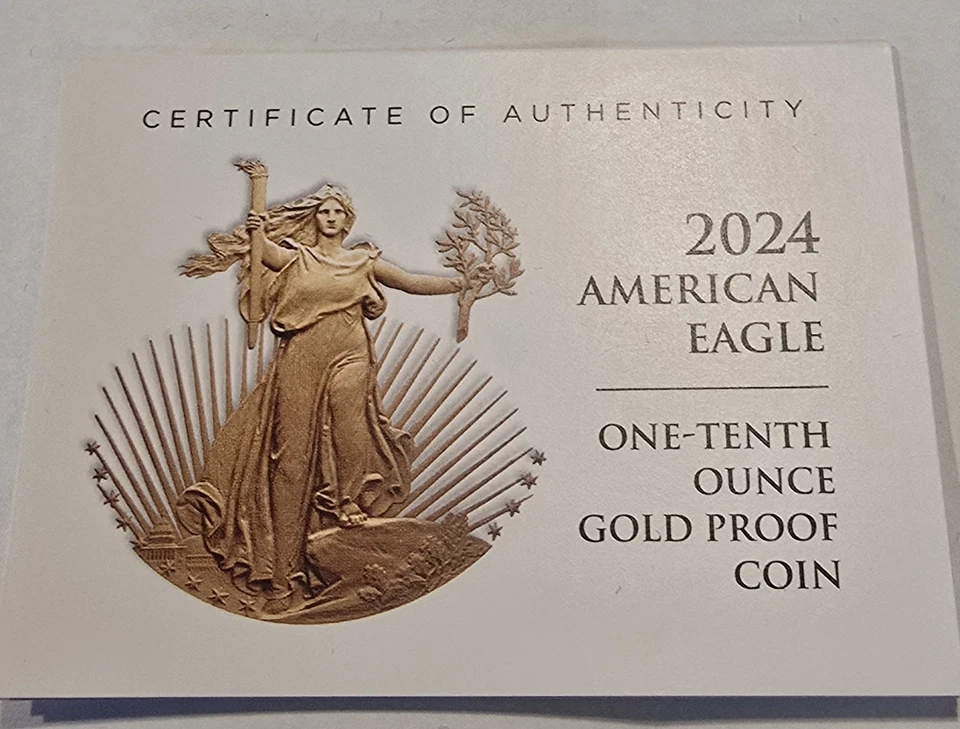 CERTIFICATE OF AUTHENTICITY
2024
AMERICAN
EAGLE
ONE-TENTH
OUNCE
GOLD PROOF
COIN